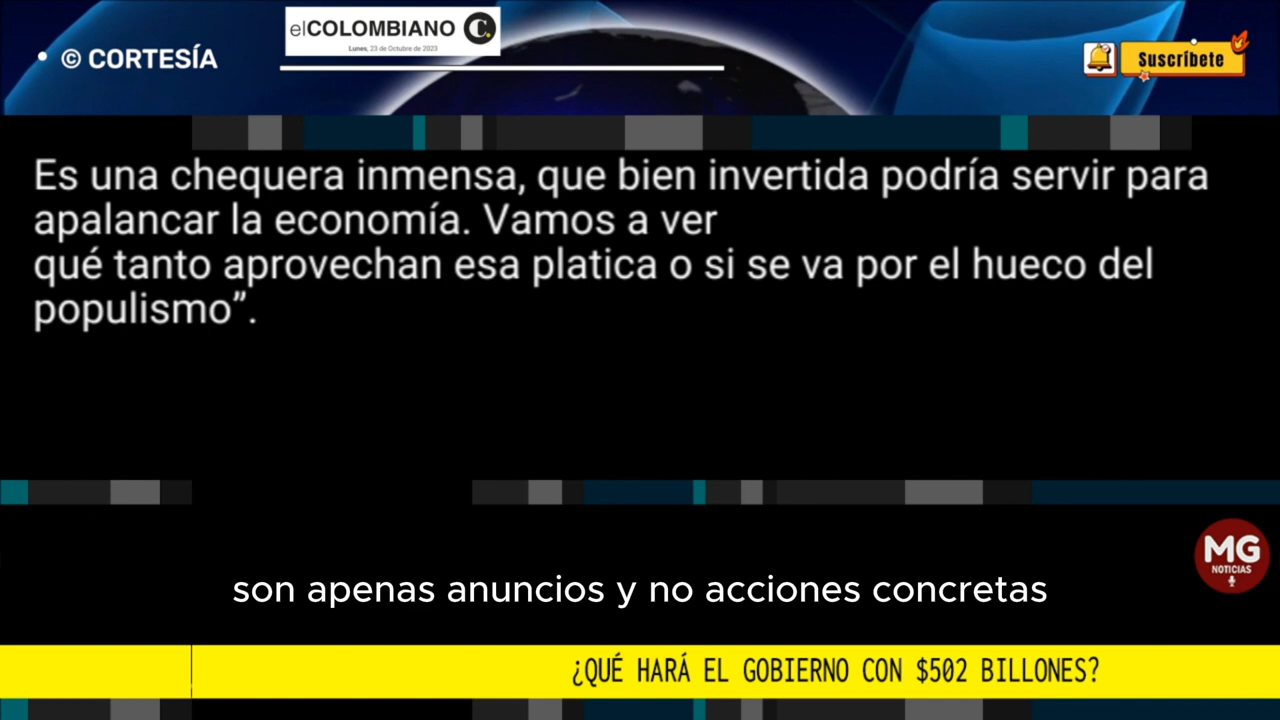 elCOLOMBIANO C.
Lunes, 23 de Octubre de 2023
• © CORTESÍA
Suscríbete
Es una chequera inmensa, que bien invertida podría servir para
apalancar la economía. Vamos a ver
qué tanto aprovechan esa platica o si se va por el hueco del
populismo”.
MG
NOTICIAS
son apenas anuncios y no acciones concretas
¿QUÉ HARÁ EL GOBIERNO CON $502 BILLONES?